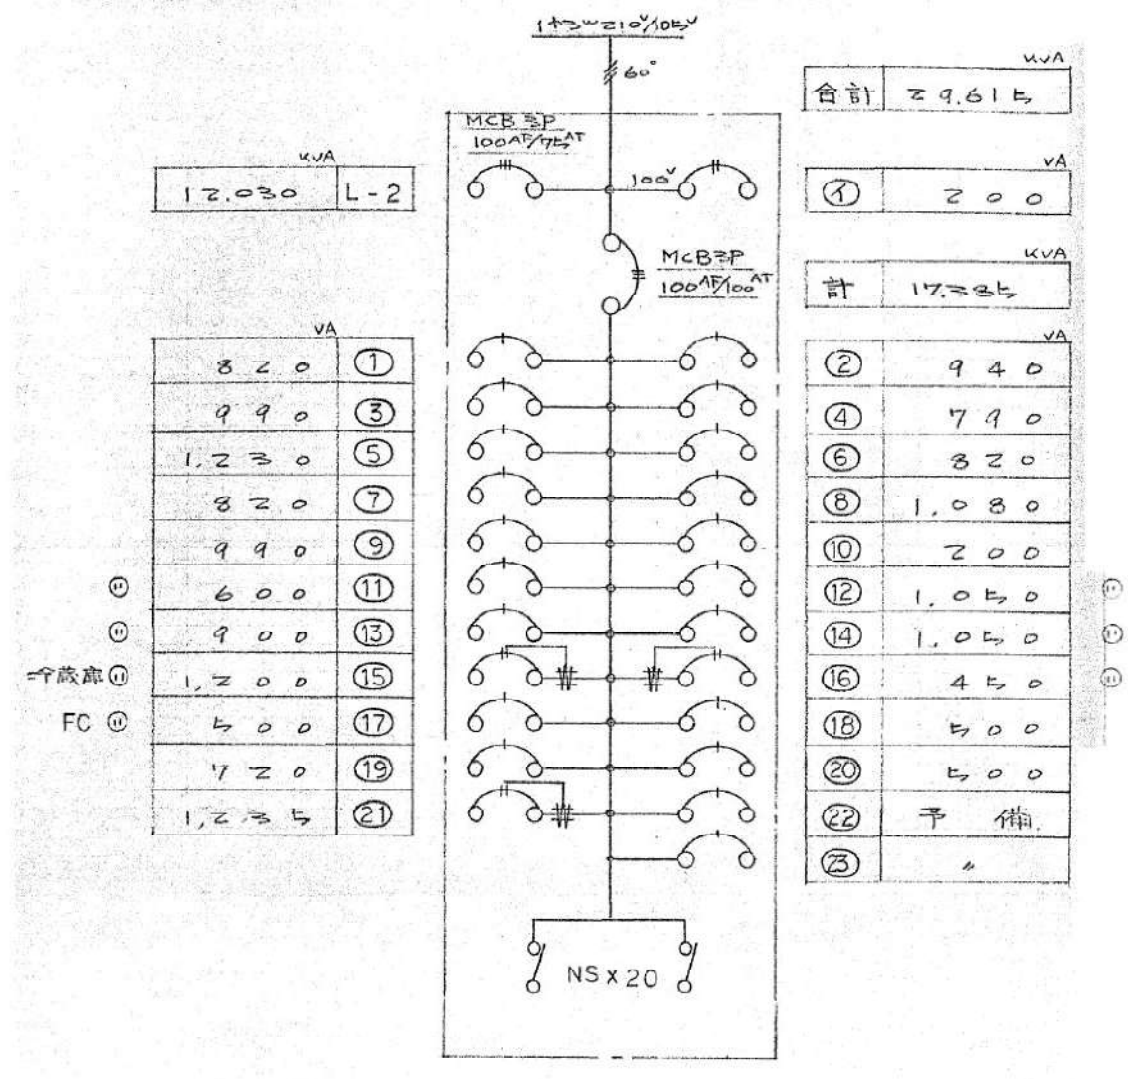 1φ3W 210V/105V
60°
KVA
合計 29.615
MCB 3P
100AF/75AT
KVA
12.030 L-2
100V
VA
イ 200
MCB3P
100AF/100AT
KVA
計 17.385
VA
820 ①
VA
② 940
990 ③
④ 790
1,230 ⑤
⑥ 820
820 ⑦
⑧ 1,080
990 ⑨
⑩ 200
600 ⑪
⑫ 1,050
900 ⑬
⑭ 1,050
冷蔵庫 1,200 ⑮
⑯ 450
FC 500 ⑰
⑱ 500
720 ⑲
⑳ 500
1,235 ㉑
㉒ 予備
㉓ 〃
NS×20